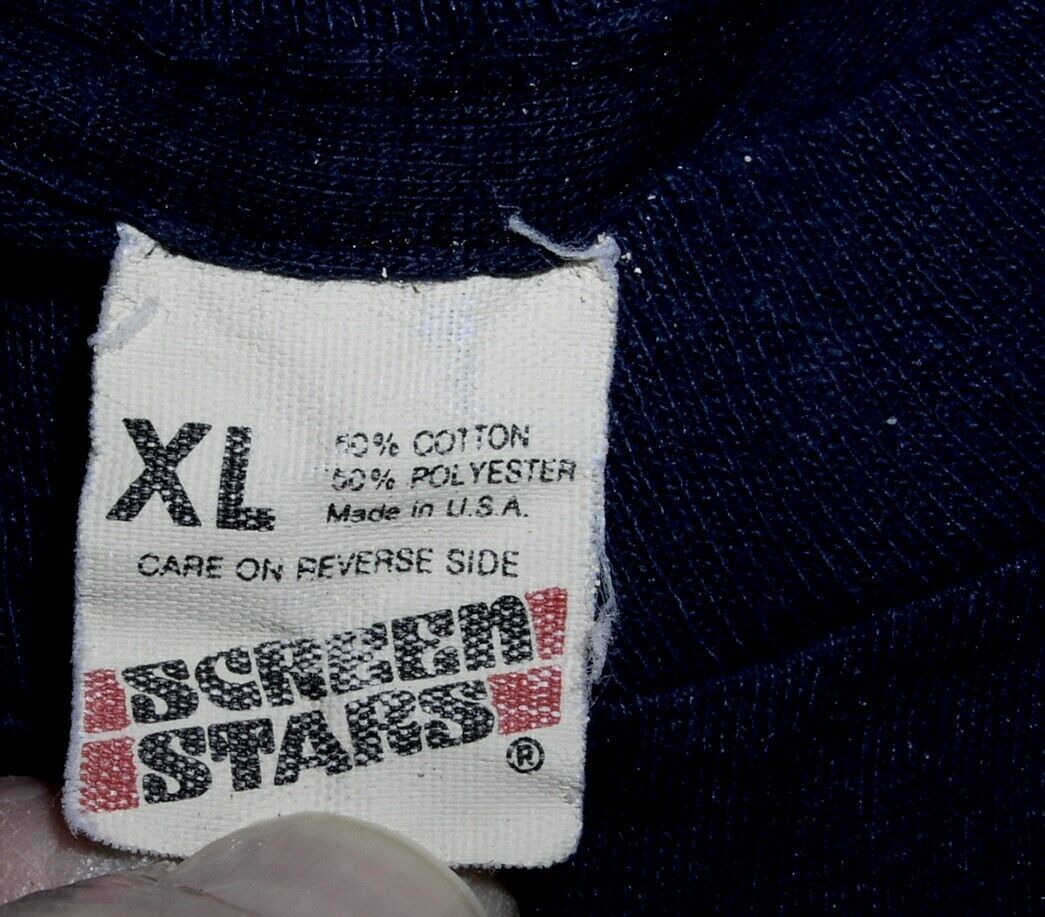 XL
50% COTTON
50% POLYESTER
Made in U.S.A.
CARE ON REVERSE SIDE
SCREEN
STARS
®